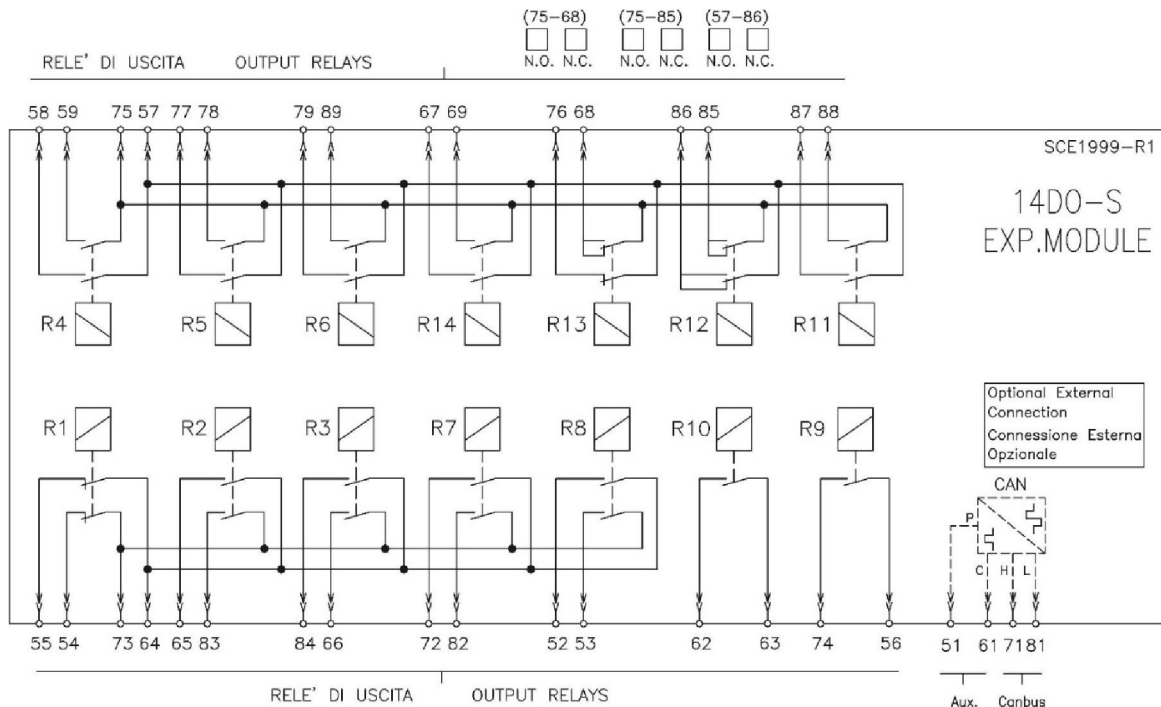 (75-68) (75-85) (57-86)
N.O. N.C. N.O. N.C. N.O. N.C.
RELE' DI USCITA OUTPUT RELAYS
58 59 75 57 77 78 79 89 67 69 76 68 86 85 87 88
SCE1999-R1
14DO-S
EXP.MODULE
R4 R5 R6 R14 R13 R12 R11
R1 R2 R3 R7 R8 R10 R9
Optional External
Connection
Connessione Esterna
Opzionale
CAN
P
C H L
55 54 73 64 65 83 84 66 72 82 52 53 62 63 74 56 51 61 71 81
RELE' DI USCITA OUTPUT RELAYS
Aux. Canbus